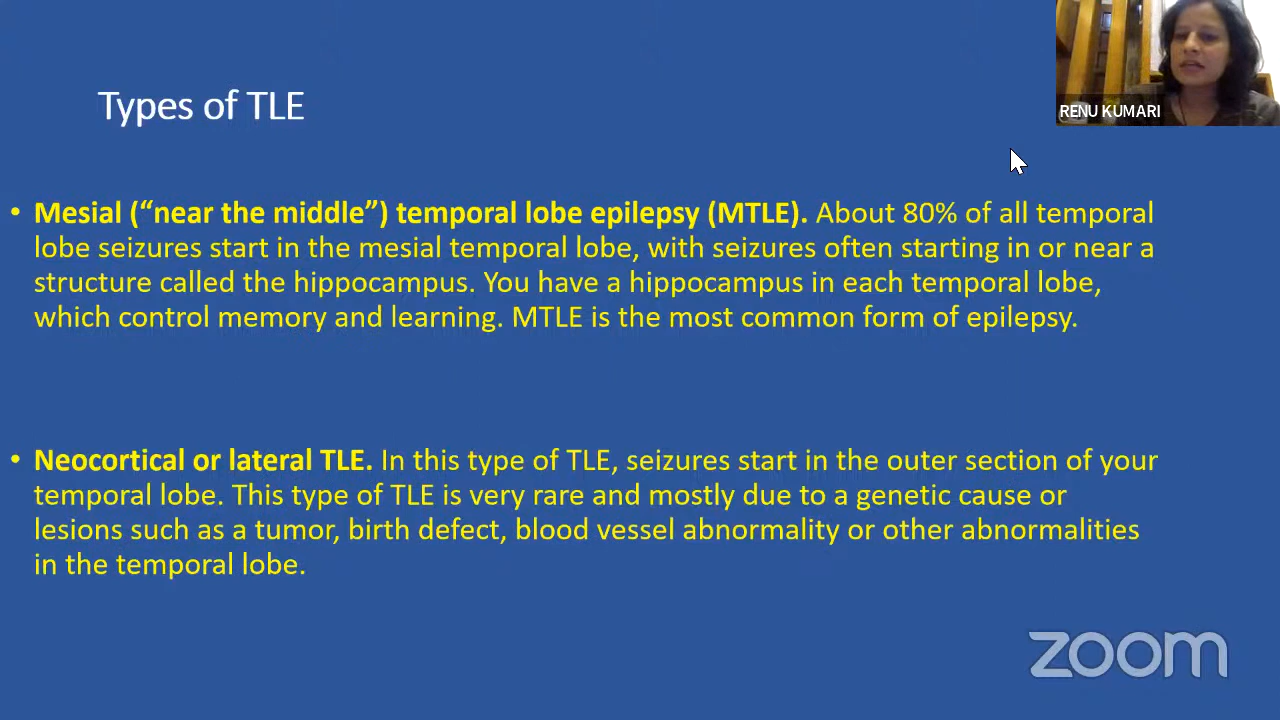 RENU KUMARI
Types of TLE
• Mesial (“near the middle”) temporal lobe epilepsy (MTLE). About 80% of all temporal
lobe seizures start in the mesial temporal lobe, with seizures often starting in or near a
structure called the hippocampus. You have a hippocampus in each temporal lobe,
which control memory and learning. MTLE is the most common form of epilepsy.
• Neocortical or lateral TLE. In this type of TLE, seizures start in the outer section of your
temporal lobe. This type of TLE is very rare and mostly due to a genetic cause or
lesions such as a tumor, birth defect, blood vessel abnormality or other abnormalities
in the temporal lobe.
zoom